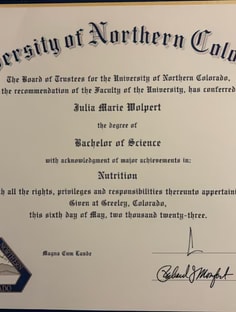 ersity of Northern Colo
The Board of Trustees for the University of Northern Colorado,
the recommendation of the Faculty of the University, has conferred
Julia Marie Wolpert
the degree of
Bachelor of Science
with acknowledgment of major achievements in:
Nutrition
h all the rights, privileges and responsibilities thereunto appertain
Given at Greeley, Colorado,
this sixth day of May, two thousand twenty-three.
Magna Cum Laude